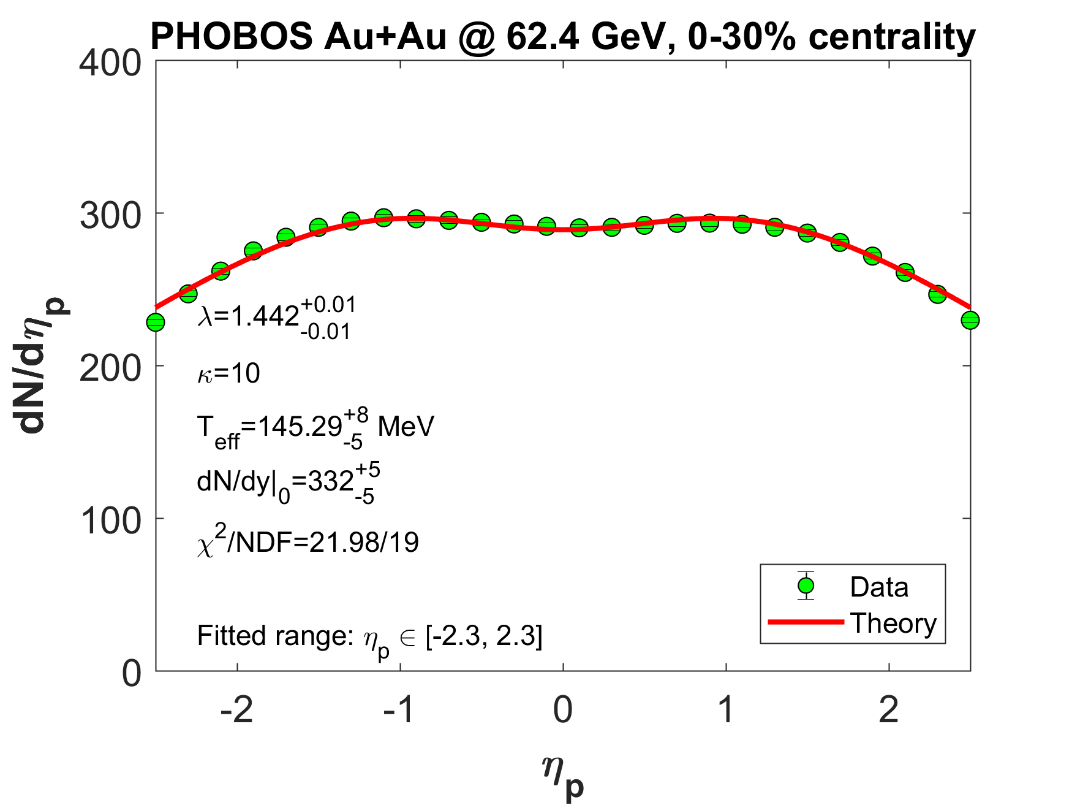 PHOBOS Au+Au @ 62.4 GeV, 0-30% centrality
400
300
200
100
0
dN/dηp
λ=1.442+0.01-0.01
κ=10
Teff=145.29+8-5 MeV
dN/dy|0=332+5-5
χ2/NDF=21.98/19
Fitted range: ηp ∈ [-2.3, 2.3]
Data
Theory
-2 -1 0 1 2
ηp